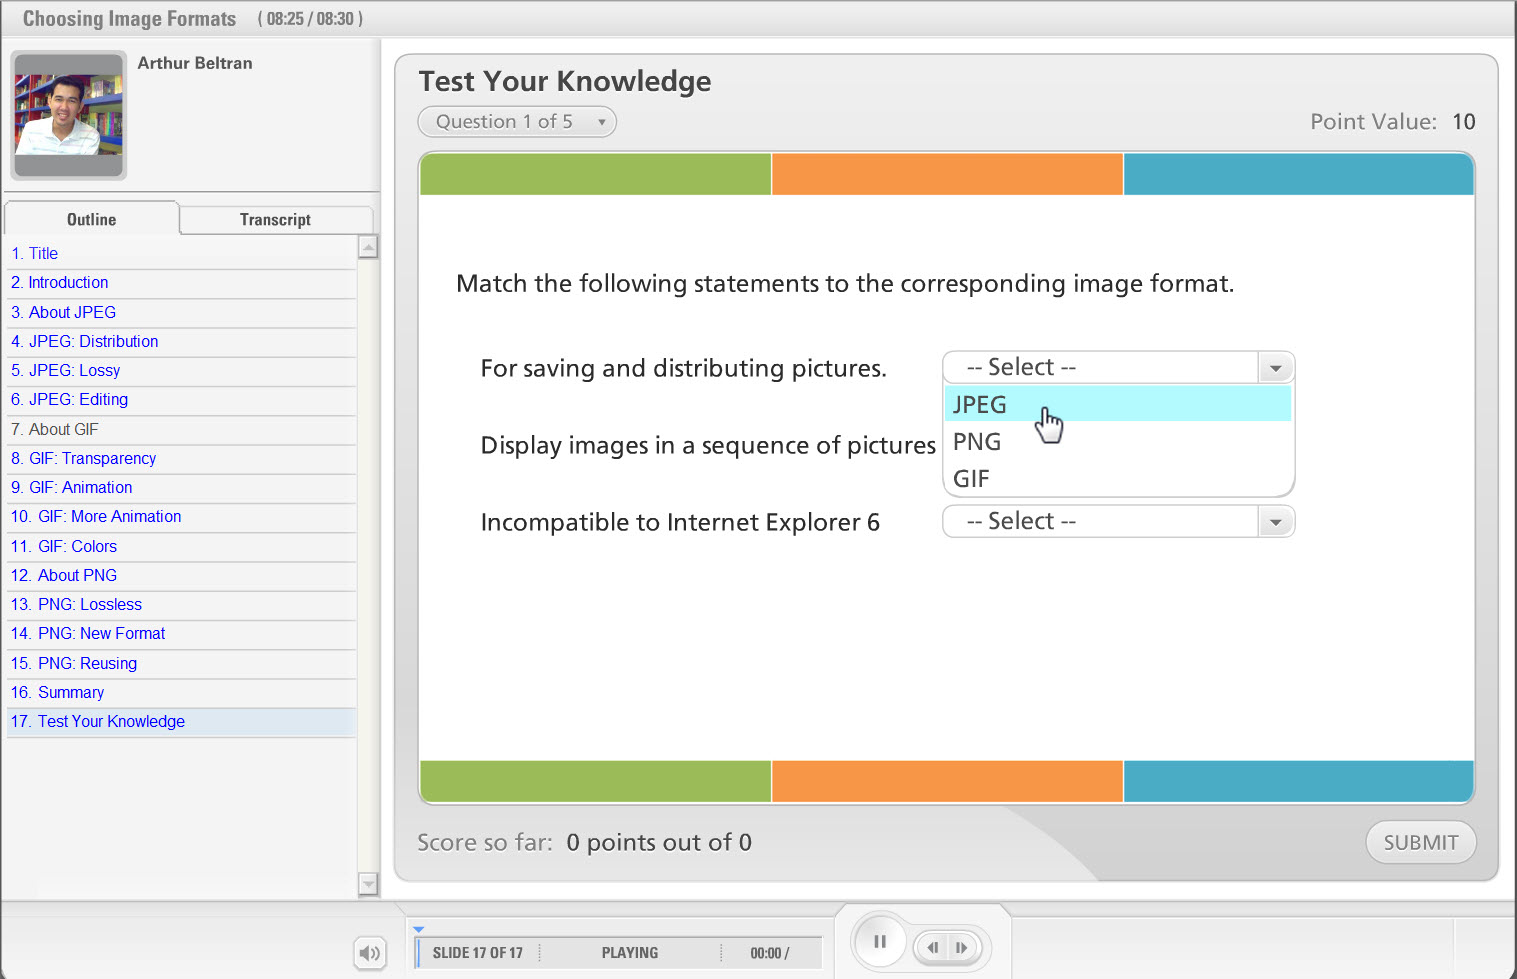 Choosing Image Formats ( 08:25 / 08:30 )
Arthur Beltran
Outline Transcript
1. Title
2. Introduction
3. About JPEG
4. JPEG: Distribution
5. JPEG: Lossy
6. JPEG: Editing
7. About GIF
8. GIF: Transparency
9. GIF: Animation
10. GIF: More Animation
11. GIF: Colors
12. About PNG
13. PNG: Lossless
14. PNG: New Format
15. PNG: Reusing
16. Summary
17. Test Your Knowledge
Test Your Knowledge
Question 1 of 5
Point Value: 10
Match the following statements to the corresponding image format.
For saving and distributing pictures. -- Select --
JPEG
PNG
GIF
Display images in a sequence of pictures
Incompatible to Internet Explorer 6 -- Select --
Score so far: 0 points out of 0
SUBMIT
SLIDE 17 OF 17 PLAYING 00:00 /